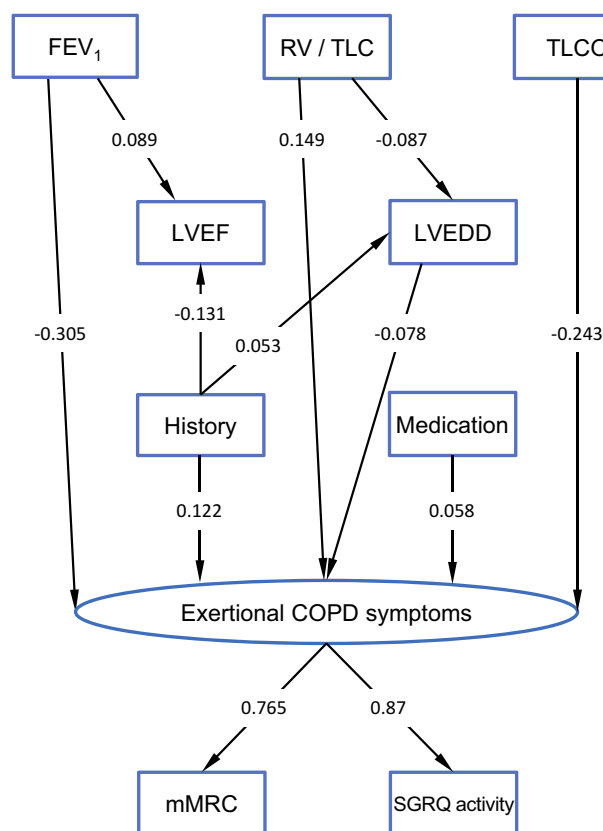 FEV₁
RV / TLC
TLCO
0.089
0.149
-0.087
LVEF
LVEDD
-0.305
-0.131
0.053
-0.078
-0.243
History
Medication
0.122
0.058
Exertional COPD symptoms
0.765
0.87
mMRC
SGRQ activity